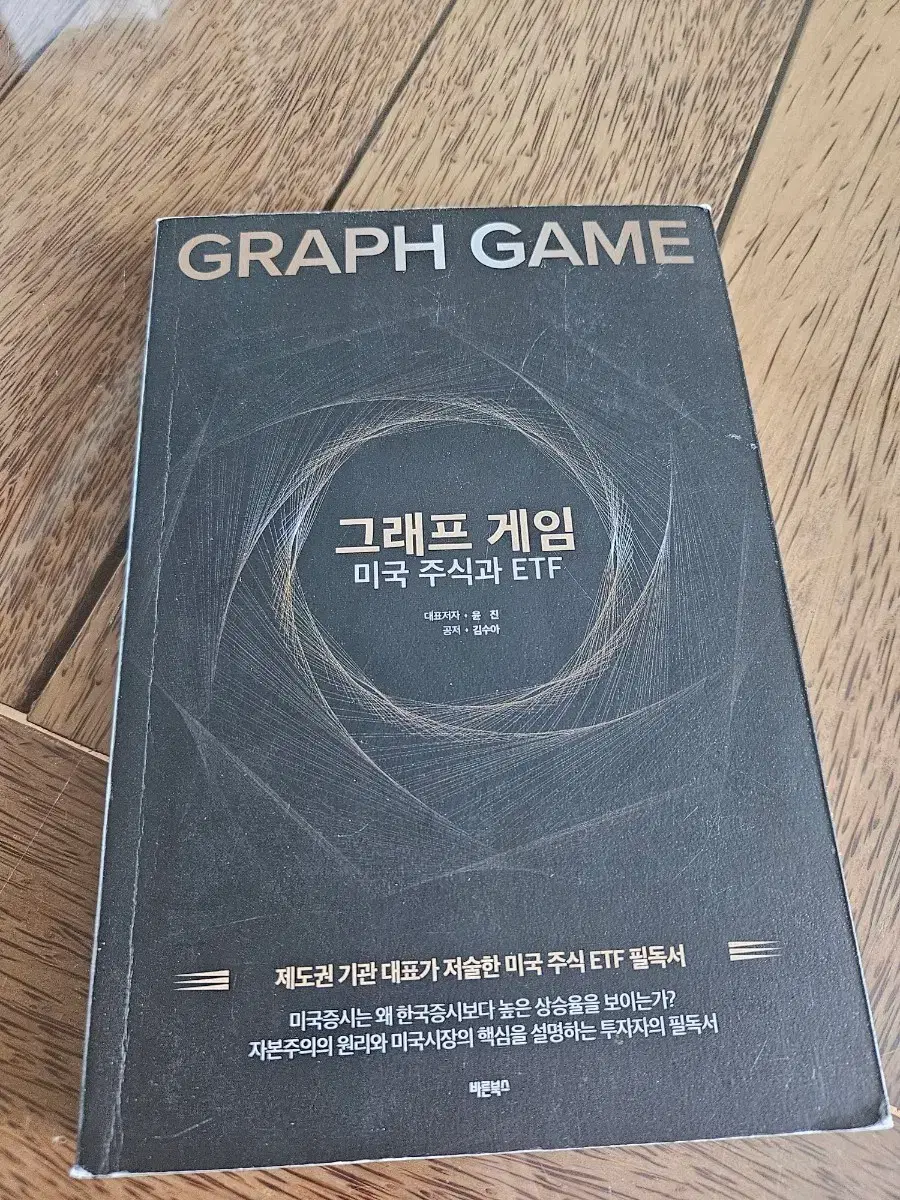 GRAPH GAME
그래프 게임
미국 주식과 ETF
대표저자 • 윤 진
공저 • 김수아
제도권 기관 대표가 저술한 미국 주식 ETF 필독서
미국증시는 왜 한국증시보다 높은 상승율을 보이는가?
자본주의의 원리와 미국시장의 핵심을 설명하는 투자자의 필독서
바른북스